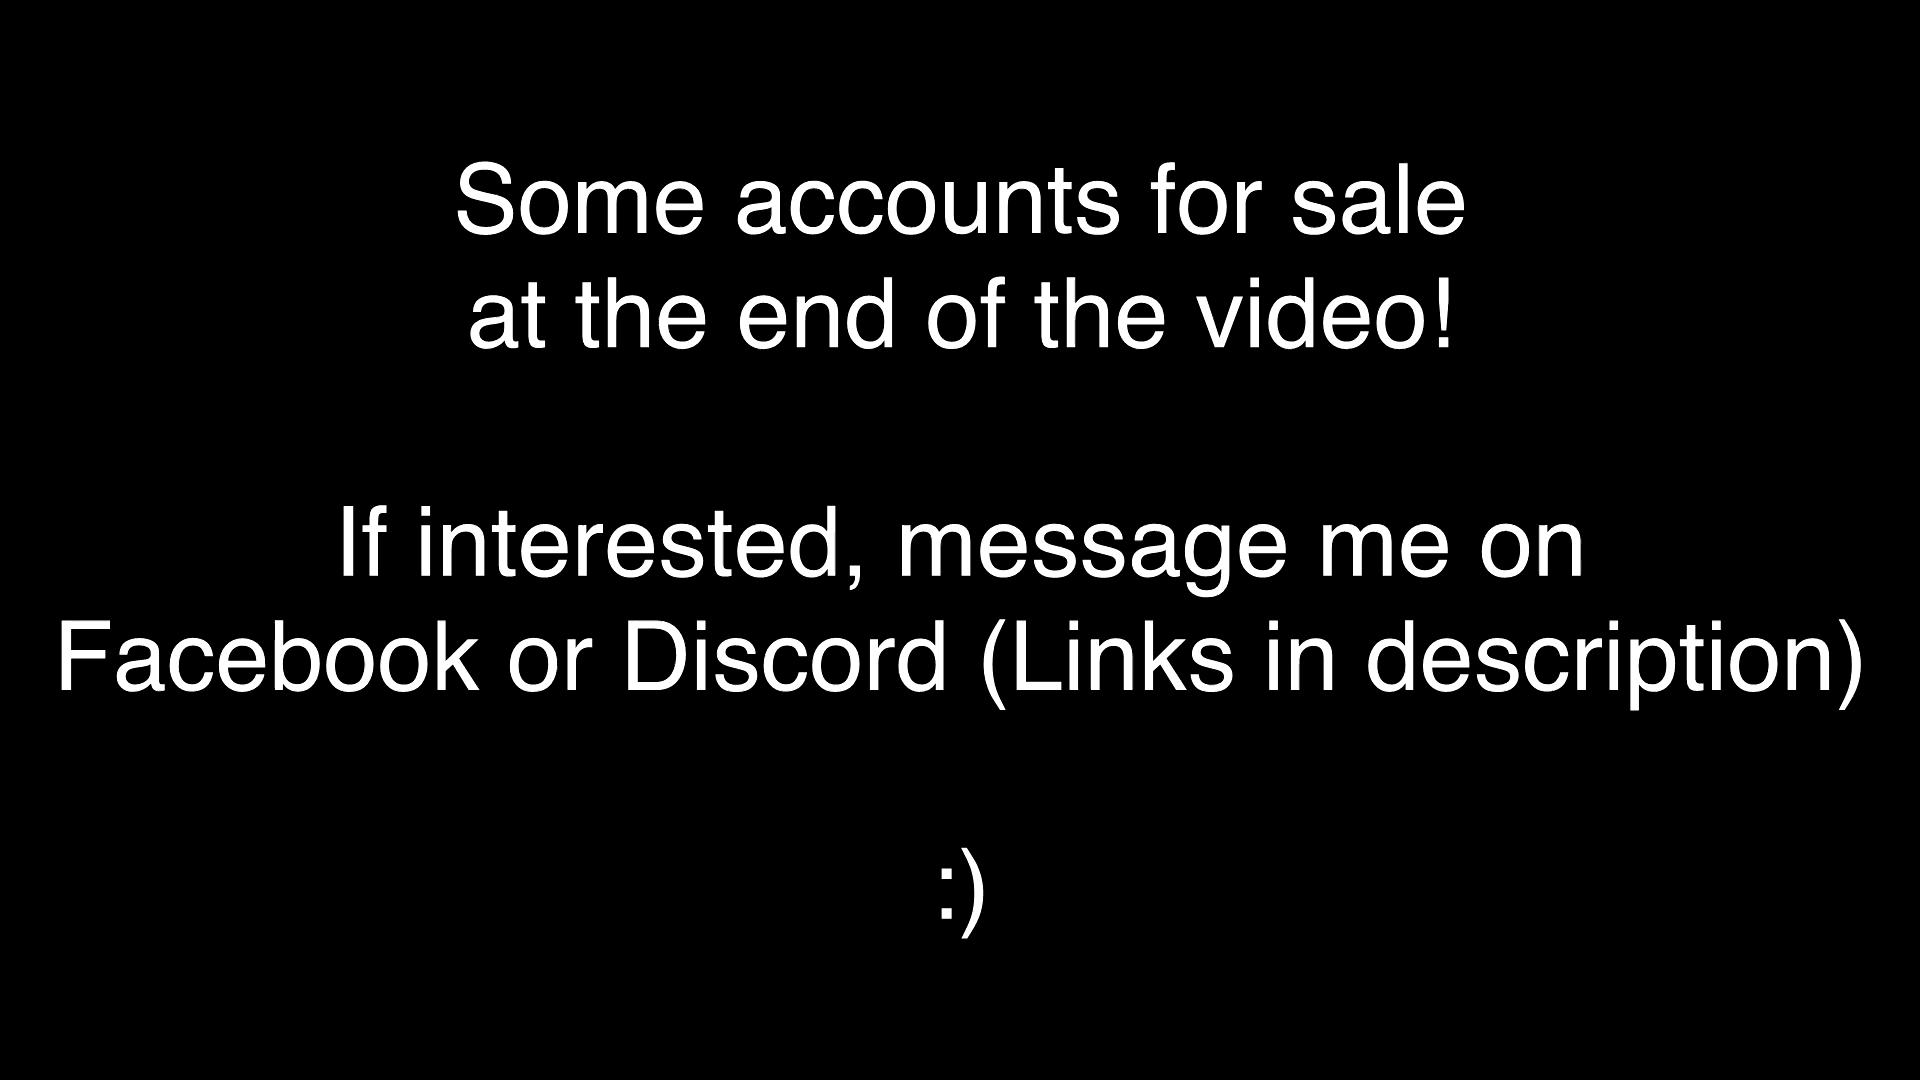 Some accounts for sale
at the end of the video!
If interested, message me on
Facebook or Discord (Links in description)
:)